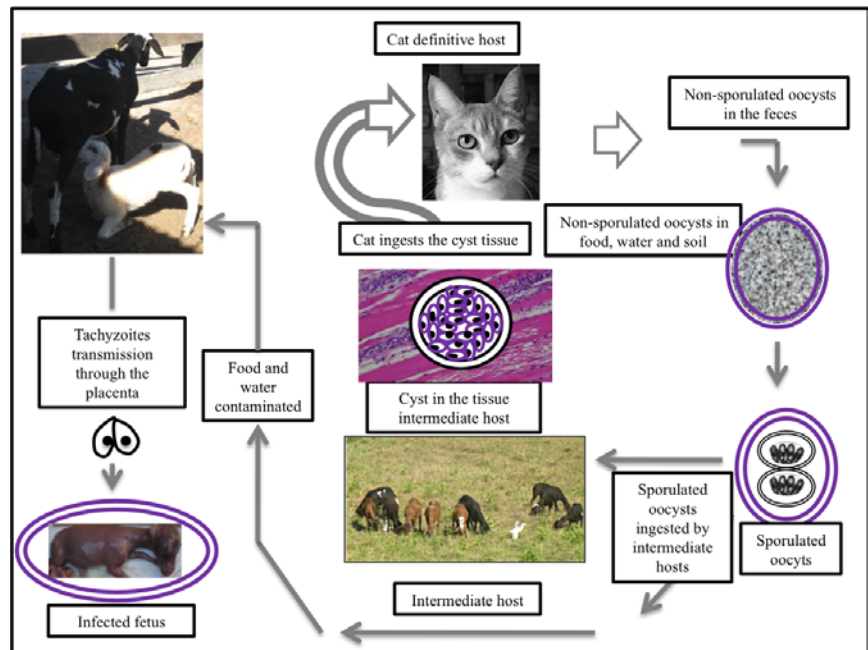 Cat definitive host
Non-sporulated oocysts
in the feces
Cat ingests the cyst tissue
Non-sporulated oocysts in
food, water and soil
Tachyzoites
transmission
through the
placenta
Food and
water
contaminated
Cyst in the tissue
intermediate host
Sporulated
oocysts
ingested by
intermediate
hosts
Sporulated
oocyts
Infected fetus
Intermediate host